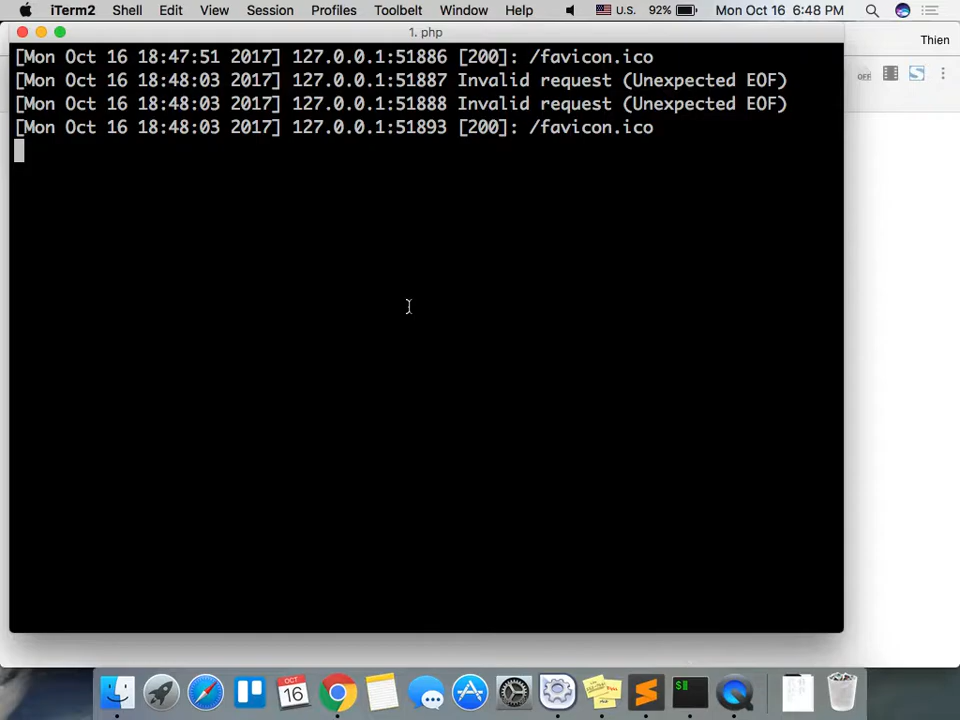 iTerm2 Shell Edit View Session Profiles Toolbelt Window Help U.S. 92% Mon Oct 16 6:48 PM
1. php
Thien
[Mon Oct 16 18:47:51 2017] 127.0.0.1:51886 [200]: /favicon.ico
OFF
[Mon Oct 16 18:48:03 2017] 127.0.0.1:51887 Invalid request (Unexpected EOF)
[Mon Oct 16 18:48:03 2017] 127.0.0.1:51888 Invalid request (Unexpected EOF)
[Mon Oct 16 18:48:03 2017] 127.0.0.1:51893 [200]: /favicon.ico
OCT
16
$